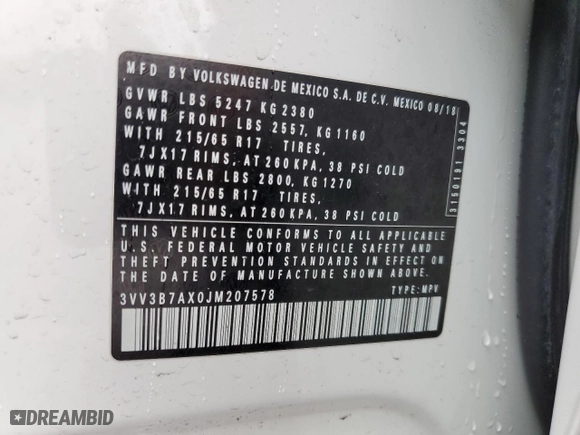 MFD BY VOLKSWAGEN DE MEXICO S.A. DE C.V. MEXICO 08/18
GVWR LBS 5247 KG 2380
GAWR FRONT LBS 2557, KG 1160
WITH 215/65 R17 TIRES,
7JX17 RIMS, AT 260 KPA, 38 PSI COLD
GAWR REAR LBS 2800, KG 1270
WITH 215/65 R17 TIRES,
7JX17 RIMS, AT 260 KPA, 38 PSI COLD
THIS VEHICLE CONFORMS TO ALL APPLICABLE
U.S. FEDERAL MOTOR VEHICLE SAFETY AND
THEFT PREVENTION STANDARDS IN EFFECT ON
THE DATE OF MANUFACTURE SHOWN ABOVE.
3VV3B7AX0JM207578 TYPE: MPV
3150191 3304
DREAMBID